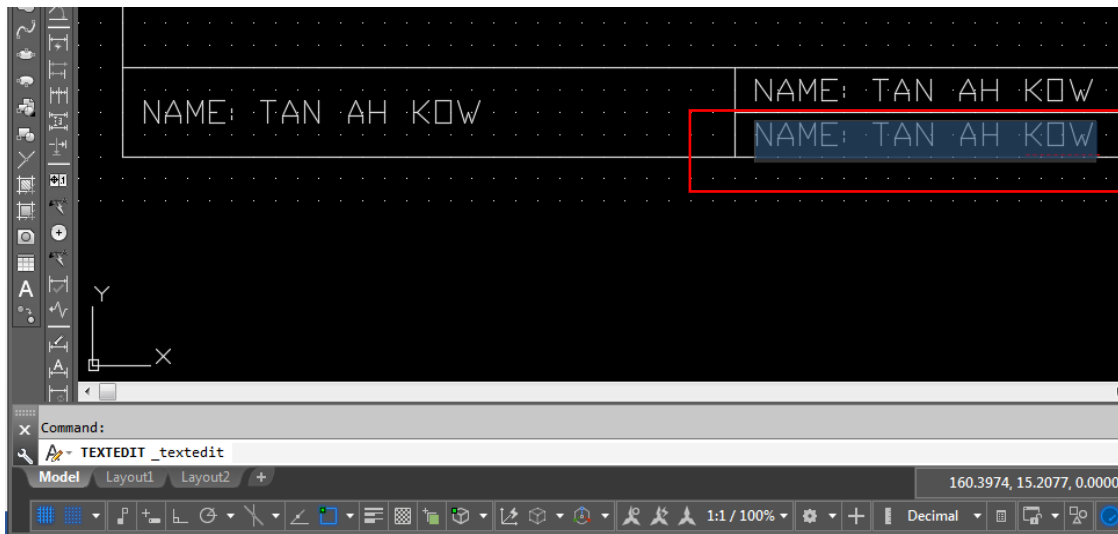 NAME: TAN AH KOW
NAME: TAN AH KOW
NAME: TAN AH KOW
Y
X
Command:
TEXTEDIT _textedit
Model Layout1 Layout2 +
160.3974, 15.2077, 0.0000
1:1 / 100% Decimal